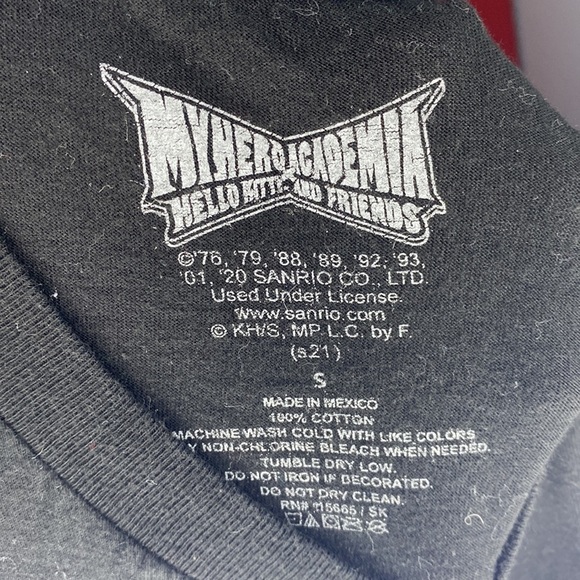 MY HERO ACADEMIA
HELLO KITTY AND FRIENDS
©'76, '79, '88, '89, '92, '93,
'01, '20 SANRIO CO., LTD.
Used Under License.
www.sanrio.com
© KH/S, MP L.C. by F.
(s21)
S
MADE IN MEXICO
100% COTTON
MACHINE WASH COLD WITH LIKE COLORS
Y NON-CHLORINE BLEACH WHEN NEEDED.
TUMBLE DRY LOW.
DO NOT IRON IF DECORATED.
DO NOT DRY CLEAN.
RN# 115665 / SK